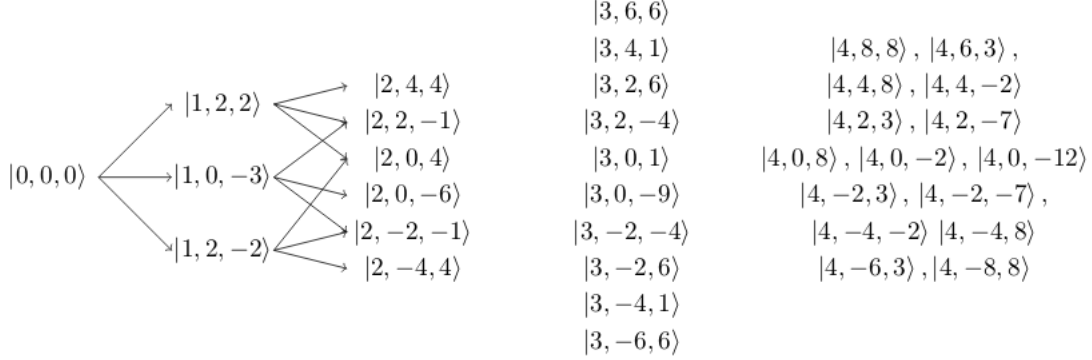 |0, 0, 0⟩
|1, 2, 2⟩
|1, 0, −3⟩
|1, 2, −2⟩
|2, 4, 4⟩
|2, 2, −1⟩
|2, 0, 4⟩
|2, 0, −6⟩
|2, −2, −1⟩
|2, −4, 4⟩
|3, 6, 6⟩
|3, 4, 1⟩
|3, 2, 6⟩
|3, 2, −4⟩
|3, 0, 1⟩
|3, 0, −9⟩
|3, −2, −4⟩
|3, −2, 6⟩
|3, −4, 1⟩
|3, −6, 6⟩
|4, 8, 8⟩ , |4, 6, 3⟩ ,
|4, 4, 8⟩ , |4, 4, −2⟩
|4, 2, 3⟩ , |4, 2, −7⟩
|4, 0, 8⟩ , |4, 0, −2⟩ , |4, 0, −12⟩
|4, −2, 3⟩ , |4, −2, −7⟩ ,
|4, −4, −2⟩ |4, −4, 8⟩
|4, −6, 3⟩ , |4, −8, 8⟩